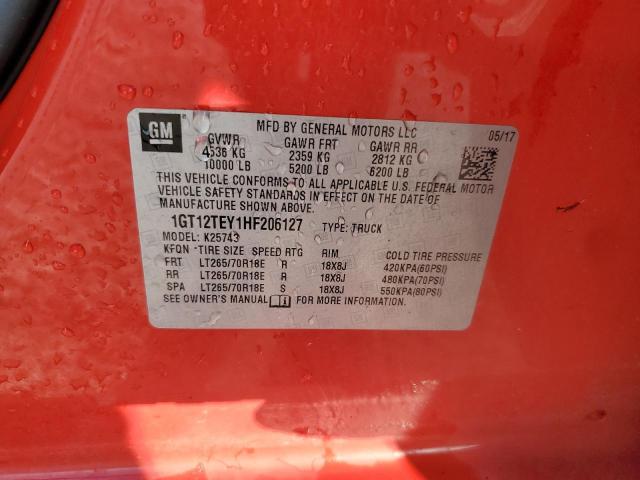 GM
MFD BY GENERAL MOTORS LLC 05/17
GVWR GAWR FRT GAWR RR
4536 KG 2359 KG 2812 KG
10000 LB 5200 LB 6200 LB
THIS VEHICLE CONFORMS TO ALL APPLICABLE U.S. FEDERAL MOTOR
VEHICLE SAFETY STANDARDS IN EFFECT ON THE DATE OF
MANUFACTURE SHOWN ABOVE.
1GT12TEY1HF206127 TYPE: TRUCK
MODEL: K25743
KFQN TIRE SIZE SPEED RTG RIM COLD TIRE PRESSURE
FRT LT265/70R18E R 18X8J 420KPA(60PSI)
RR LT265/70R18E R 18X8J 480KPA(70PSI)
SPA LT265/70R18E S 18X8J 550KPA(80PSI)
SEE OWNER'S MANUAL FOR MORE INFORMATION.